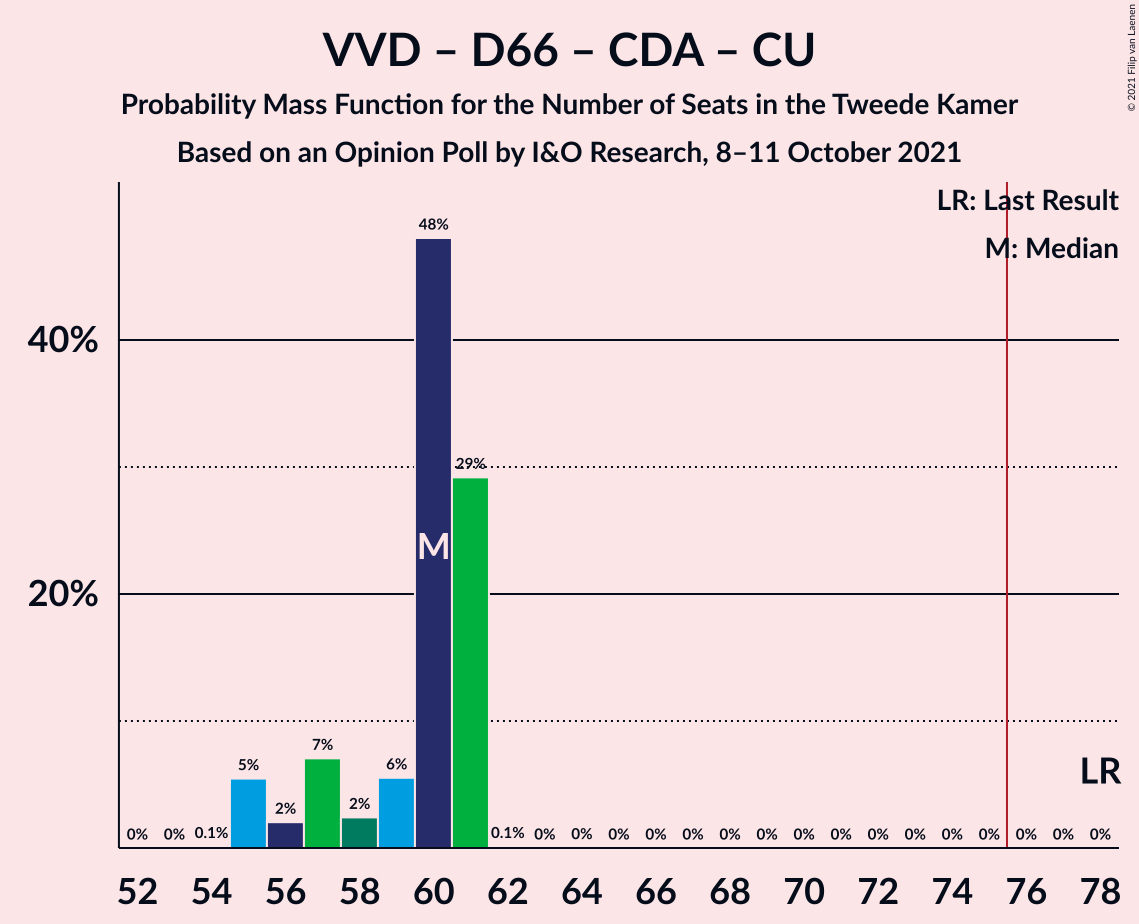 VVD – D66 – CDA – CU
Probability Mass Function for the Number of Seats in the Tweede Kamer
Based on an Opinion Poll by I&O Research, 8–11 October 2021
© 2021 Filip van Laenen
LR: Last Result
M: Median
40%
20%
0% 0% 0.1% 5% 2% 7% 2% 6% 48% 29% 0.1% 0% 0% 0% 0% 0% 0% 0% 0% 0% 0% 0% 0% 0% 0% 0% 0%
M
LR
52 54 56 58 60 62 64 66 68 70 72 74 76 78